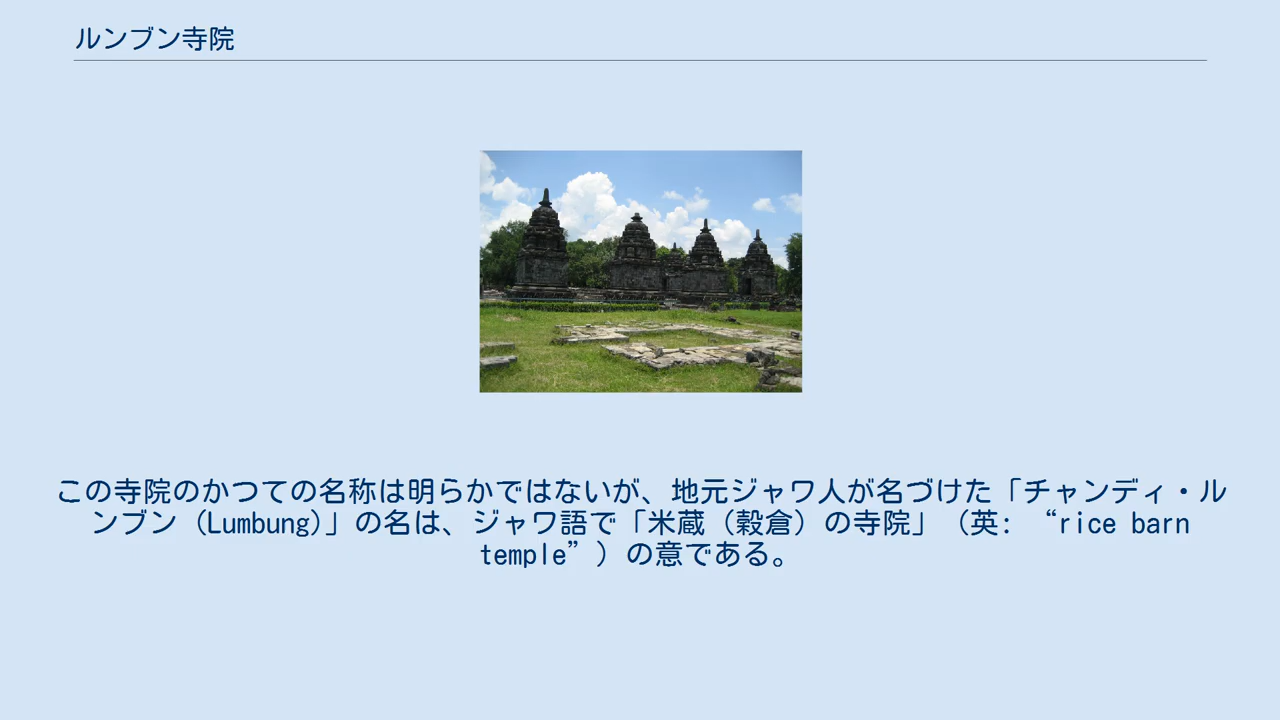 ルンブン寺院
この寺院のかつての名称は明らかではないが、地元ジャワ人が名づけた「チャンディ・ル
ンブン（Lumbung)」の名は、ジャワ語で「米蔵（穀倉）の寺院」（英: “rice barn
temple”）の意である。